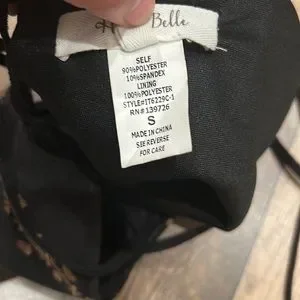 Belle
SELF
90%POLYESTER
10%SPANDEX
LINING
100%POLYESTER
STYLE#:IT6229C-1
RN#139726
S
MADE IN CHINA
SEE REVERSE
FOR CARE